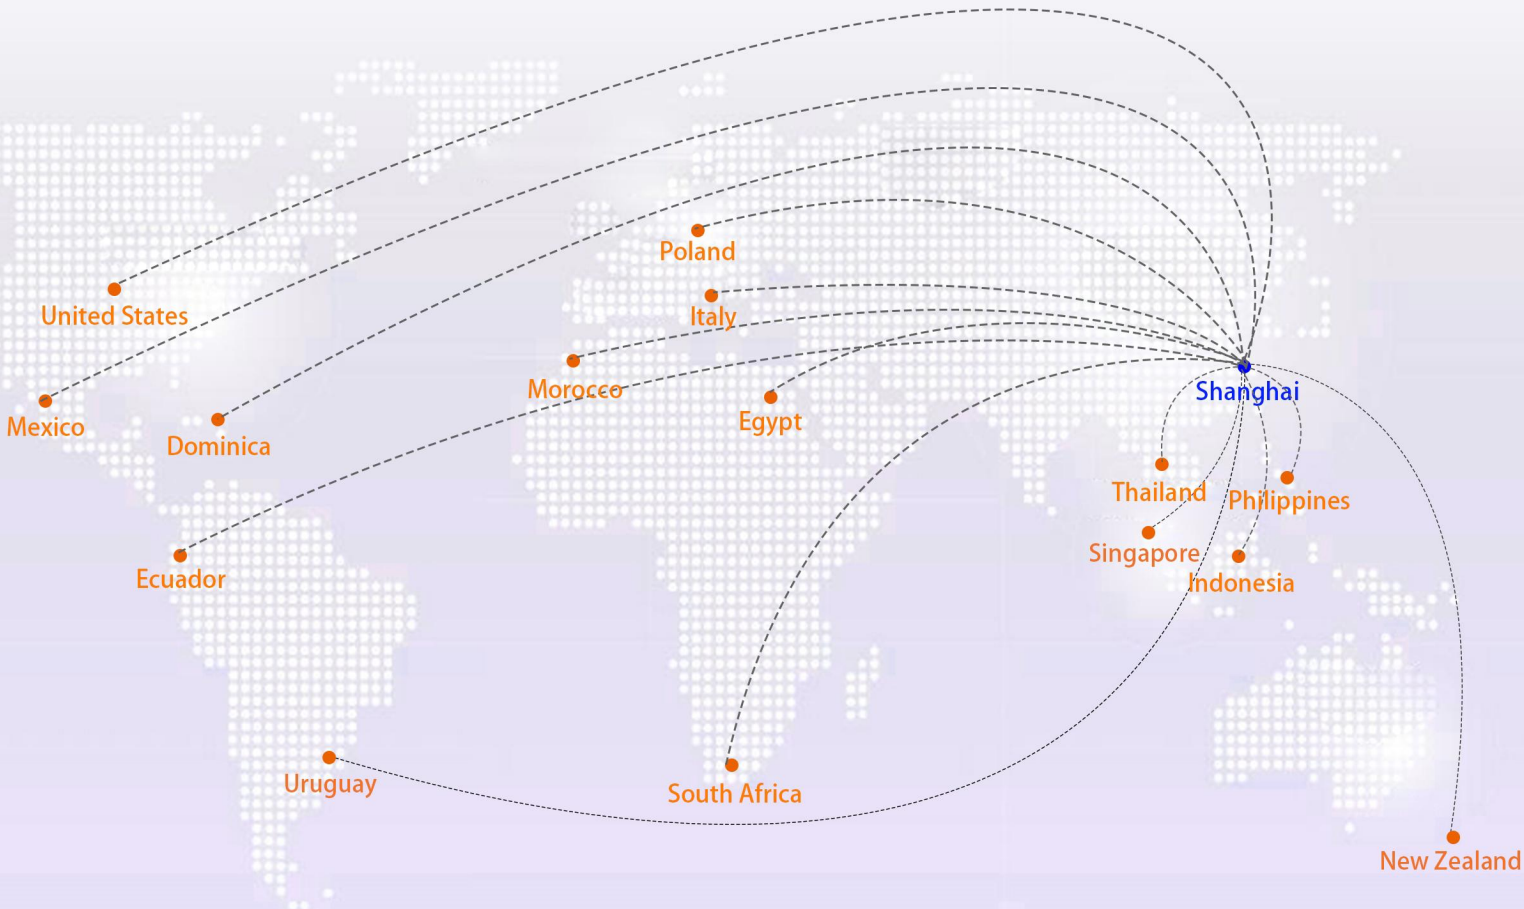 Poland
United States
Italy
Morocco
Shanghai
Mexico
Egypt
Dominica
Thailand
Philippines
Singapore
Ecuador
Indonesia
Uruguay
South Africa
New Zealand